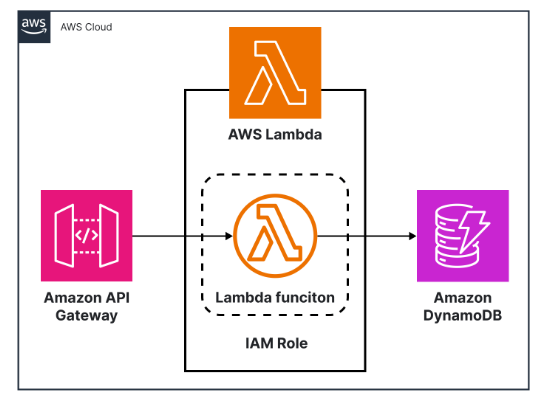 aws
AWS Cloud
AWS Lambda
</>
Amazon API
Gateway
Lambda funciton
Amazon
DynamoDB
IAM Role